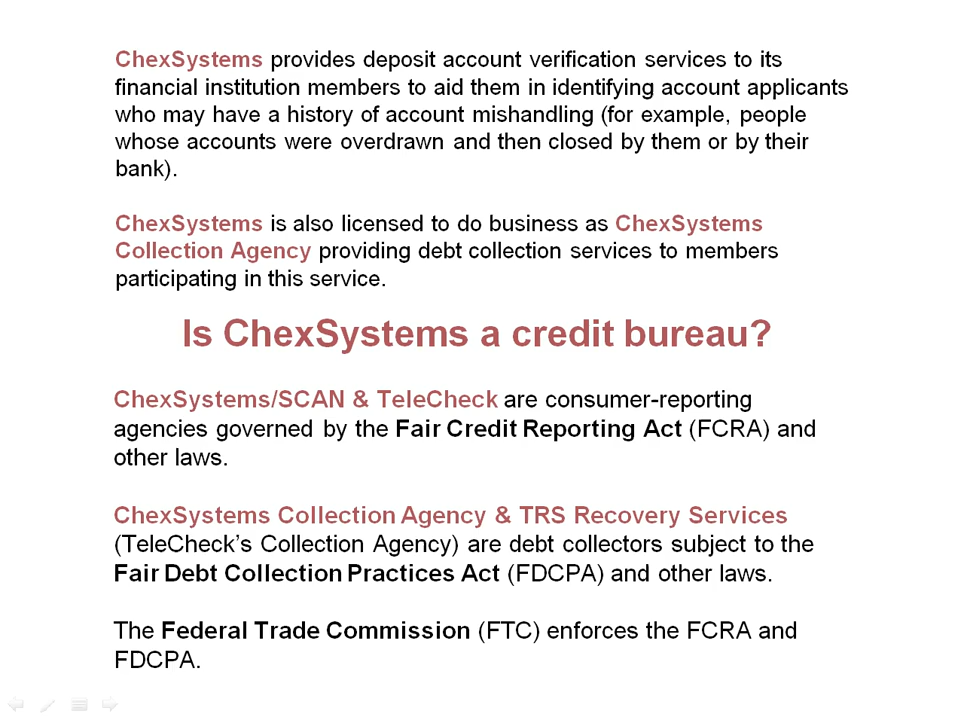 ChexSystems provides deposit account verification services to its
financial institution members to aid them in identifying account applicants
who may have a history of account mishandling (for example, people
whose accounts were overdrawn and then closed by them or by their
bank).
ChexSystems is also licensed to do business as ChexSystems
Collection Agency providing debt collection services to members
participating in this service.
Is ChexSystems a credit bureau?
ChexSystems/SCAN & TeleCheck are consumer-reporting
agencies governed by the Fair Credit Reporting Act (FCRA) and
other laws.
ChexSystems Collection Agency & TRS Recovery Services
(TeleCheck’s Collection Agency) are debt collectors subject to the
Fair Debt Collection Practices Act (FDCPA) and other laws.
The Federal Trade Commission (FTC) enforces the FCRA and
FDCPA.